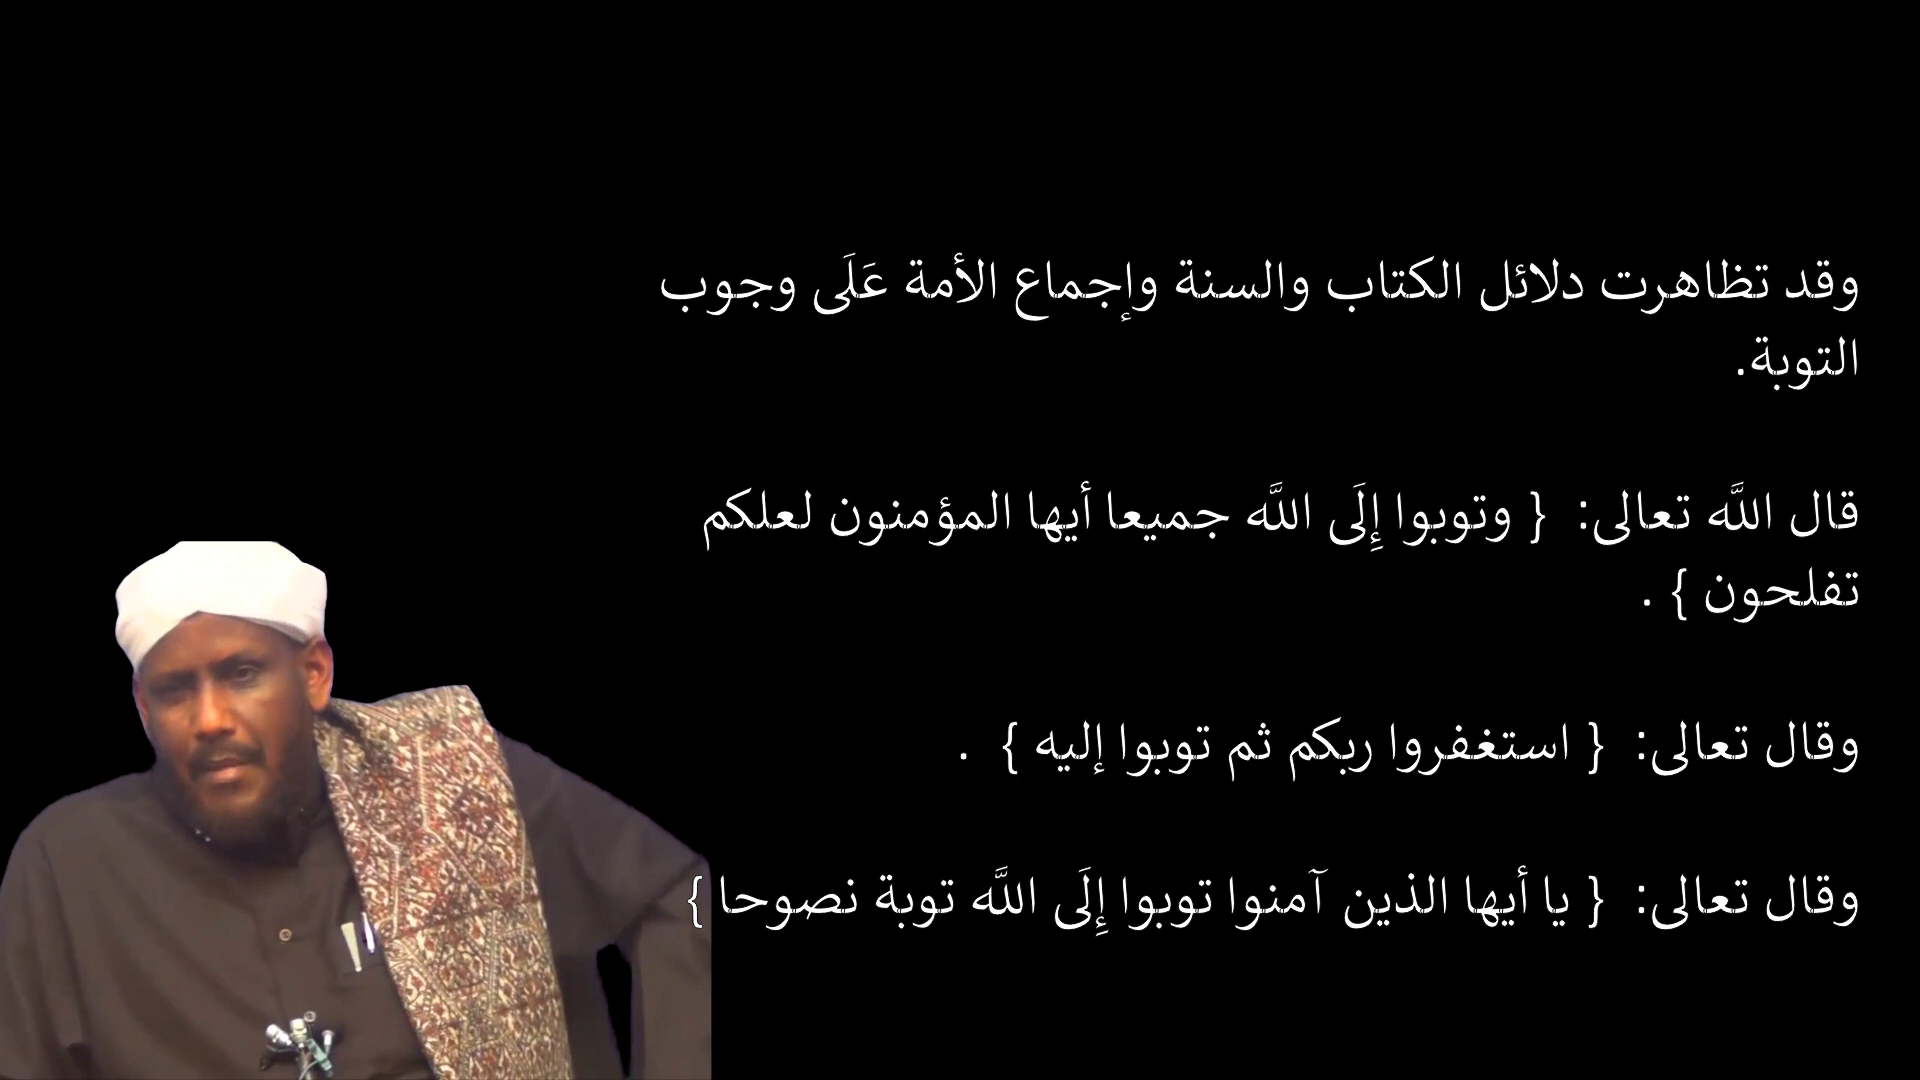 وقد تظاهرت دلائل الكتاب والسنة وإجماع الأمة عَلَى وجوب
التوبة.
قال اللَّه تعالى: { وتوبوا إِلَى اللَّه جميعا أيها المؤمنون لعلكم
تفلحون } .
وقال تعالى: { استغفروا ربكم ثم توبوا إليه } .
وقال تعالى: { يا أيها الذين آمنوا توبوا إِلَى اللَّه توبة نصوحا }